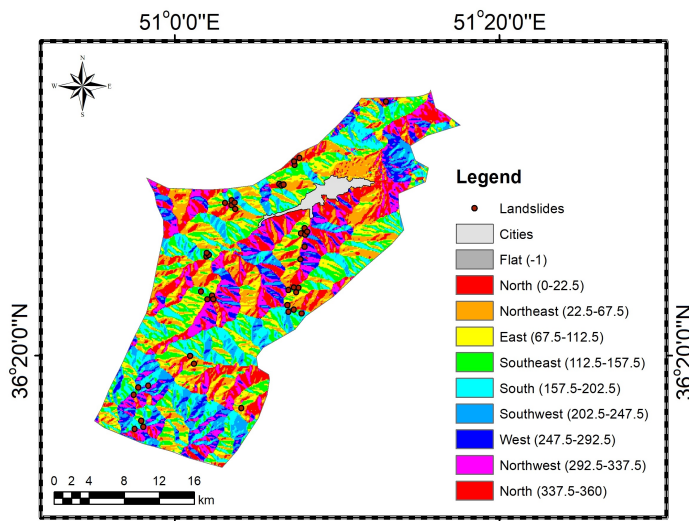 51°0'0"E 51°20'0"E
N
W E
S
36°20'0"N
36°20'0"N
Legend
Landslides
Cities
Flat (-1)
North (0-22.5)
Northeast (22.5-67.5)
East (67.5-112.5)
Southeast (112.5-157.5)
South (157.5-202.5)
Southwest (202.5-247.5)
West (247.5-292.5)
Northwest (292.5-337.5)
North (337.5-360)
0 2 4 8 12 16
km